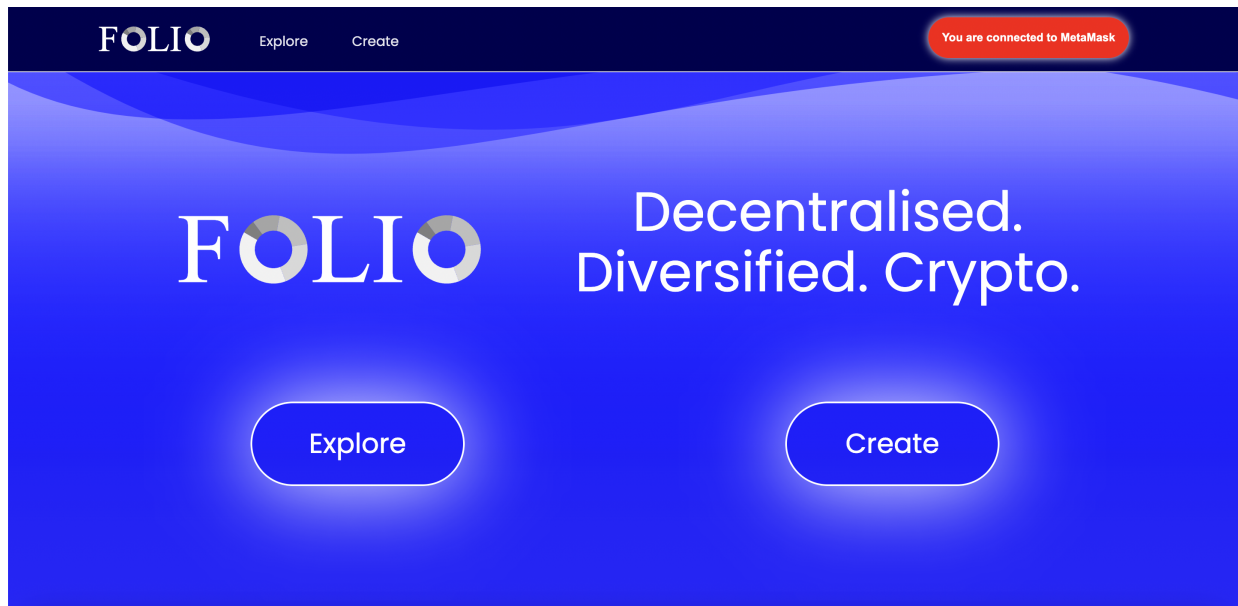 FOLIO
Explore
Create
You are connected to MetaMask
FOLIO
Decentralised.
Diversified. Crypto.
Explore
Create